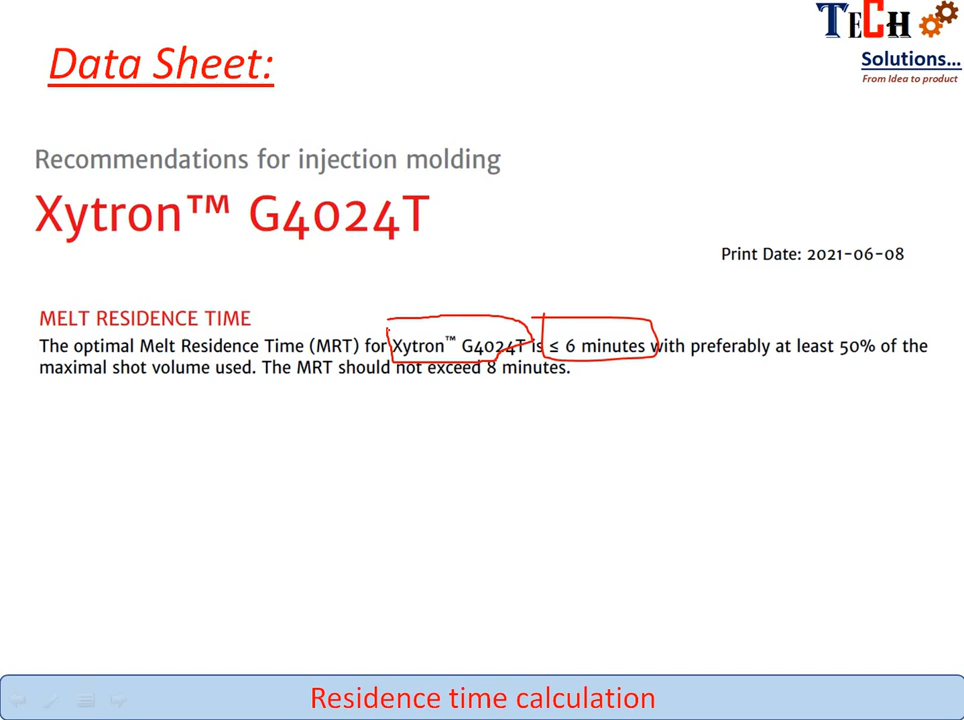 TECH
Solutions...
From Idea to product
Data Sheet:
Recommendations for injection molding
Xytron™ G4024T
Print Date: 2021-06-08
MELT RESIDENCE TIME
The optimal Melt Residence Time (MRT) for Xytron™ G4024T is ≤ 6 minutes with preferably at least 50% of the
maximal shot volume used. The MRT should not exceed 8 minutes.
Residence time calculation